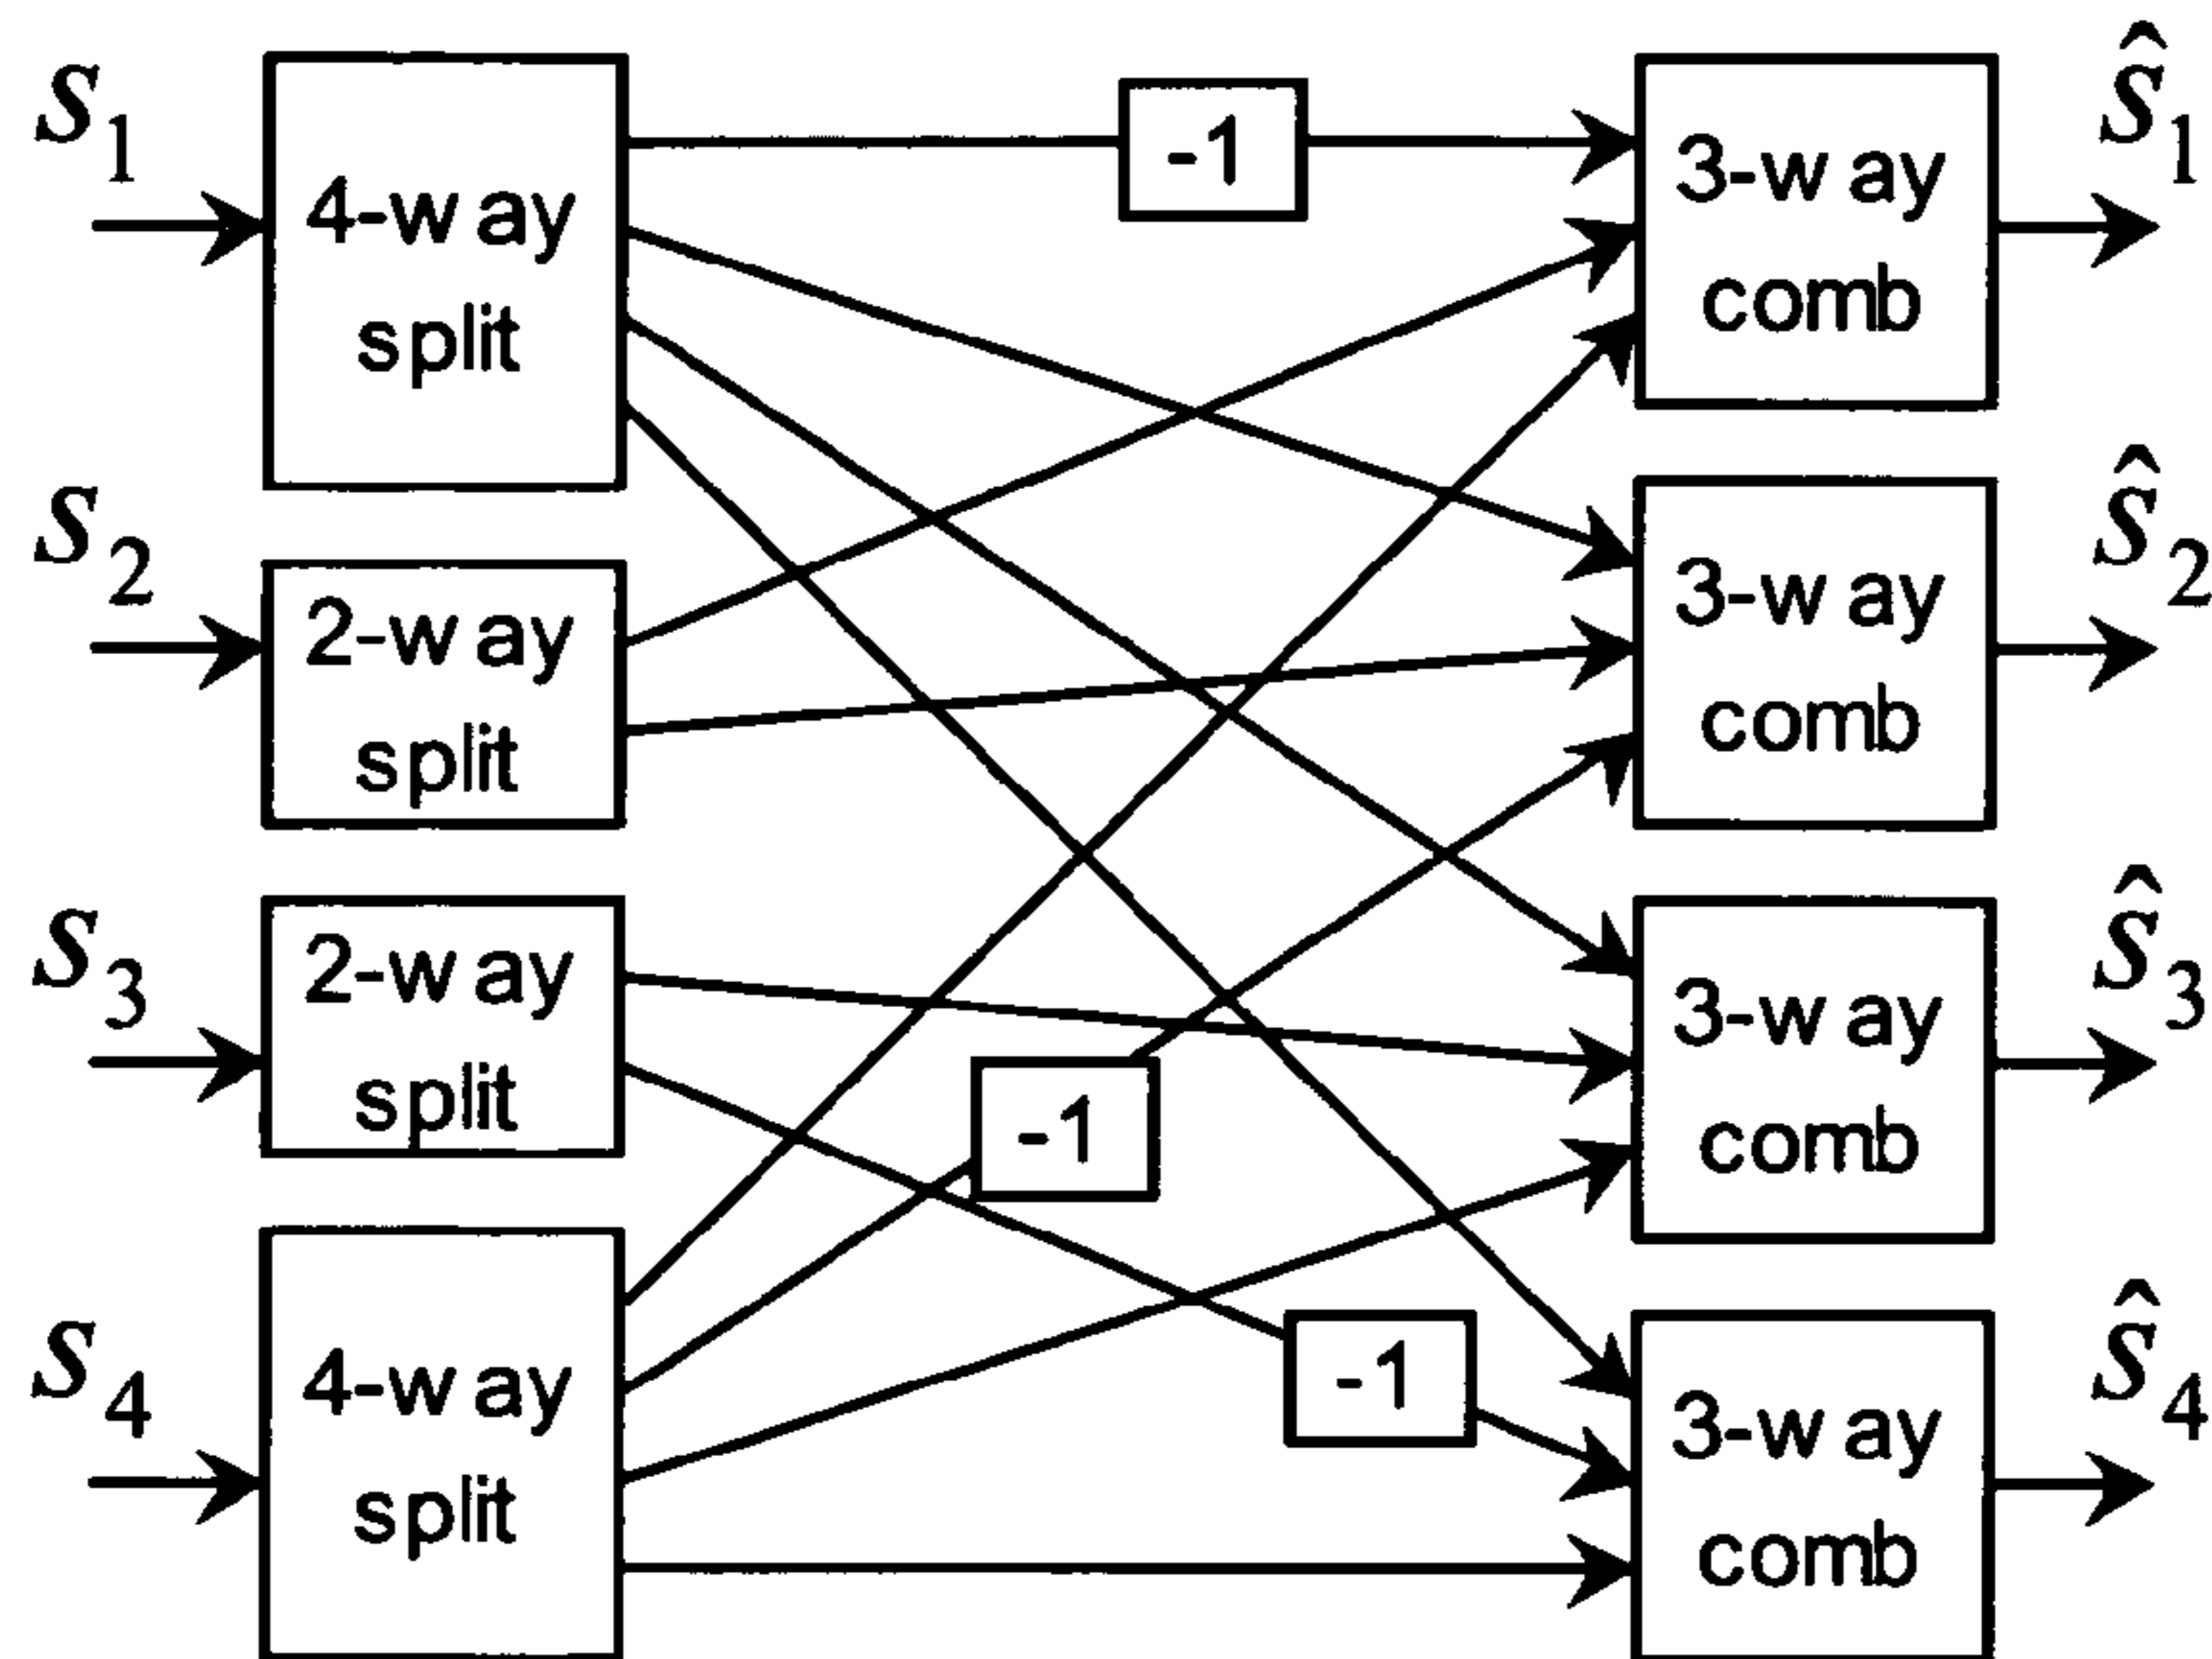 S1
4-way
split
-1
3-way
comb
ŝ1
S2
2-way
split
3-way
comb
ŝ2
S3
2-way
split
-1
3-way
comb
ŝ3
S4
4-way
split
-1
3-way
comb
ŝ4